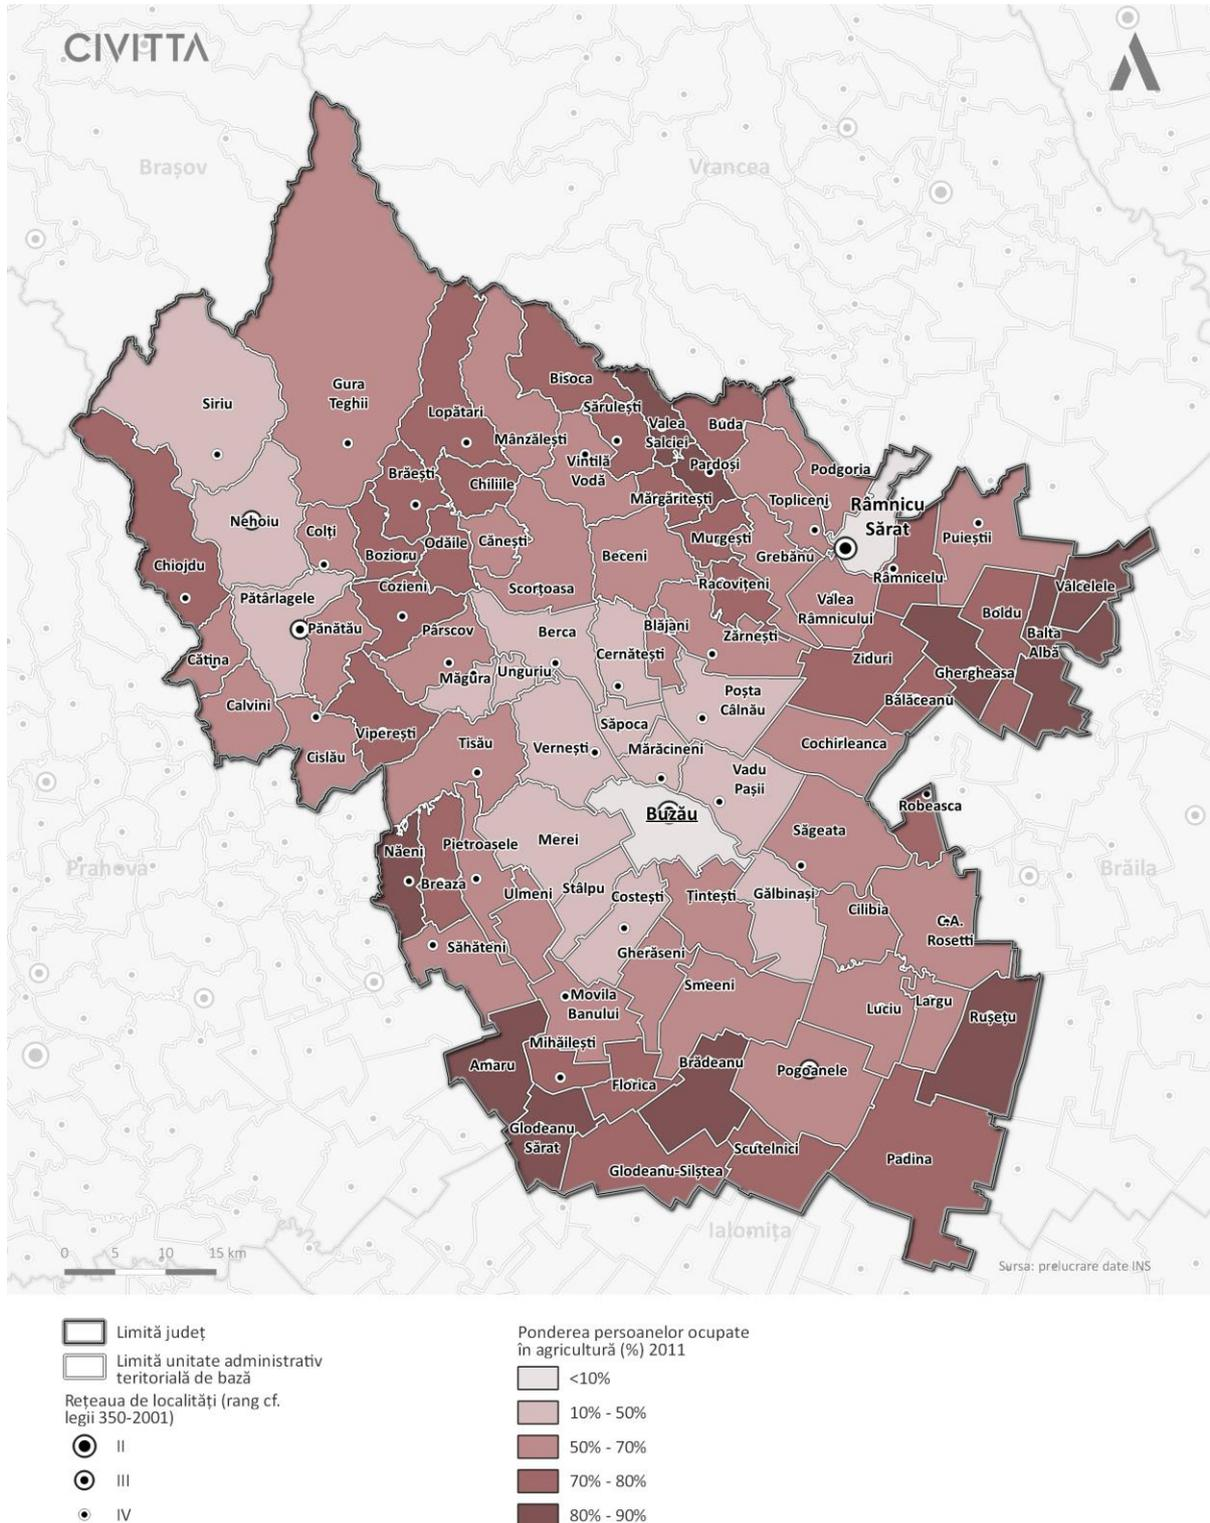 CIVITTA
Brașov
Vrancea
Gura
Teghii
Siriu
Bisoca
Lopătari
Sărulești
Valea
Salciei
Buda
Mânzălești
Vintilă
Vodă
Pardoși
Podgoria
Brăești
Chiliile
Mărgăritești
Topliceni
Râmnicu
Sărat
Nehoiu
Colți
Bozioru
Odăile
Cănești
Beceni
Murgești
Grebănu
Puieștii
Chiojdu
Cozieni
Scorțoasa
Racovițeni
Râmnicelu
Vâlcelele
Pătârlagele
Pănătău
Pârscov
Berca
Blăjani
Zărnești
Valea
Râmnicului
Boldu
Balta
Albă
Cătina
Măgura
Unguriu
Cernătești
Ziduri
Ghergheasa
Calvini
Poșta
Câlnău
Bălăceanu
Cislău
Viperești
Tisău
Vernești
Săpoca
Mărăcineni
Cochirleanca
Vadu
Pașii
Robeasca
Buzău
Săgeata
Prahova
Năeni
Pietroasele
Merei
Brăila
Breaza
Ulmeni
Stâlpu
Costești
Țintești
Gălbinași
Cilibia
C.A.
Rosetti
Săhăteni
Gherăseni
Smeeni
Movila
Banului
Luciu
Largu
Rușețu
Mihăilești
Amaru
Florica
Brădeanu
Pogoanele
Glodeanu
Sărat
Scutelnici
Padina
Glodeanu-Siliștea
Ialomița
0 5 10 15 km
Sursa: prelucrare date INS
Limită județ
Limită unitate administrativ
teritorială de bază
Rețeaua de localități (rang cf.
legii 350-2001)
II
III
IV
Ponderea persoanelor ocupate
în agricultură (%) 2011
<10%
10% - 50%
50% - 70%
70% - 80%
80% - 90%